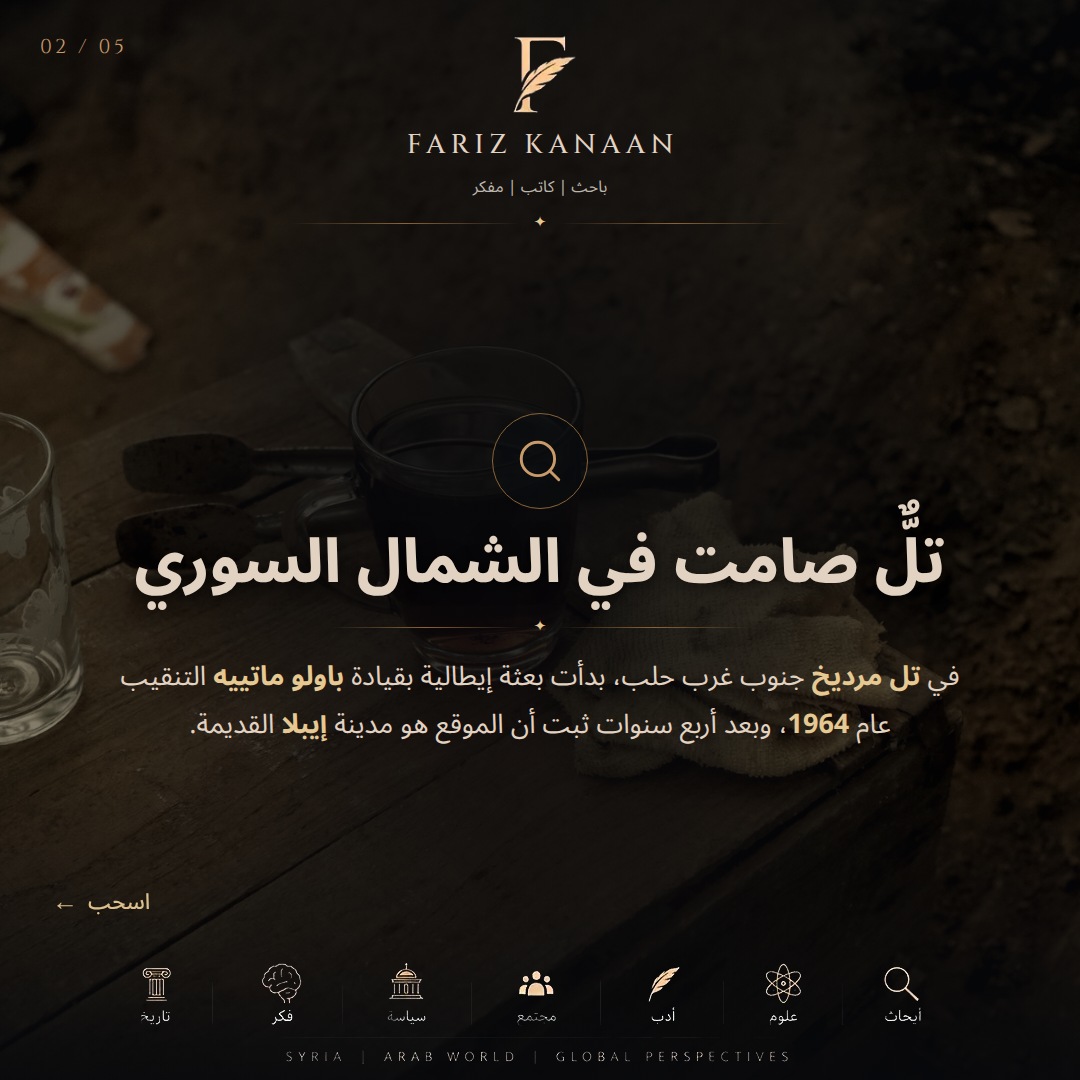 02 / 05
F
FARIZ KANAAN
باحث | كاتب | مفكر
تلٌّ صامت في الشمال السوري
في تل مرديخ جنوب غرب حلب، بدأت بعثة إيطالية بقيادة باولو ماتييه التنقيب
عام 1964، وبعد أربع سنوات ثبت أن الموقع هو مدينة إيبلا القديمة.
اسحب ←
أبحاث
علوم
أدب
مجتمع
سياسة
فكر
تاريخ
SYRIA | ARAB WORLD | GLOBAL PERSPECTIVES